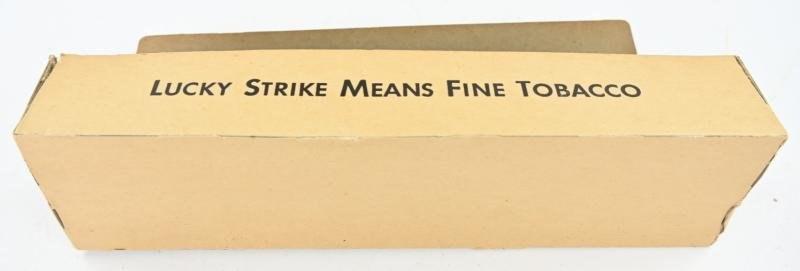 LUCKY STRIKE MEANS FINE TOBACCO